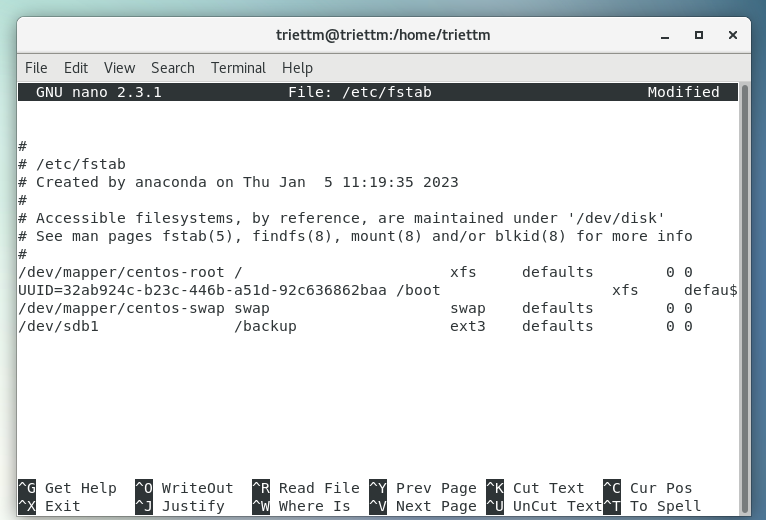 triettm@triettm:/home/triettm
File Edit View Search Terminal Help
GNU nano 2.3.1 File: /etc/fstab Modified
#
# /etc/fstab
# Created by anaconda on Thu Jan  5 11:19:35 2023
#
# Accessible filesystems, by reference, are maintained under '/dev/disk'
# See man pages fstab(5), findfs(8), mount(8) and/or blkid(8) for more info
#
/dev/mapper/centos-root /                       xfs     defaults        0 0
UUID=32ab924c-b23c-446b-a51d-92c636862baa /boot                   xfs     defau$
/dev/mapper/centos-swap swap                    swap    defaults        0 0
/dev/sdb1               /backup                 ext3    defaults        0 0
^G Get Help  ^O WriteOut  ^R Read File ^Y Prev Page ^K Cut Text  ^C Cur Pos
^X Exit      ^J Justify   ^W Where Is  ^V Next Page ^U UnCut Text^T To Spell